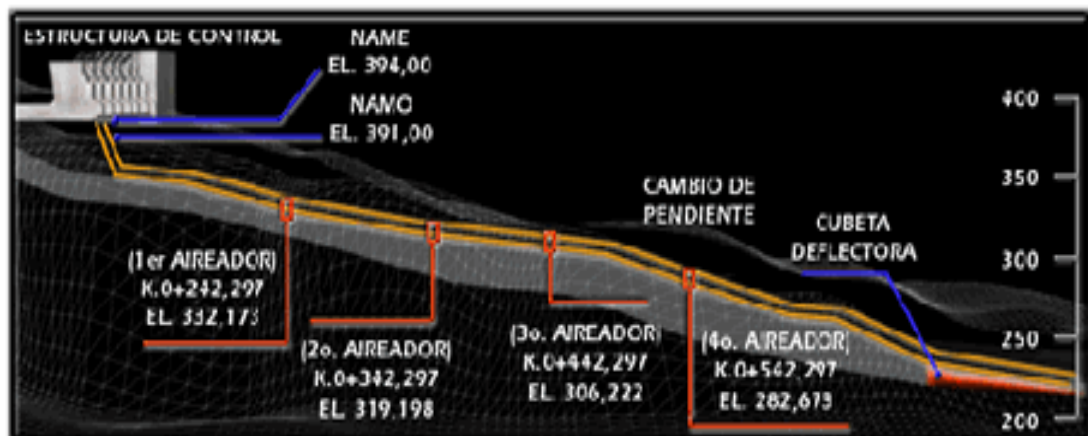 ESTRUCTURA DE CONTROL
NAME
EL. 394,00
NAMO
EL. 391,00
CAMBIO DE
PENDIENTE
CUBETA
DEFLECTORA
(1er AIREADOR)
K.0+242,297
EL. 332,173
(2o. AIREADOR)
K.0+342,297
EL. 319,198
(3o. AIREADOR)
K.0+442,297
EL. 306,222
(4o. AIREADOR)
K.0+542,297
EL. 282,673
400
350
300
250
200